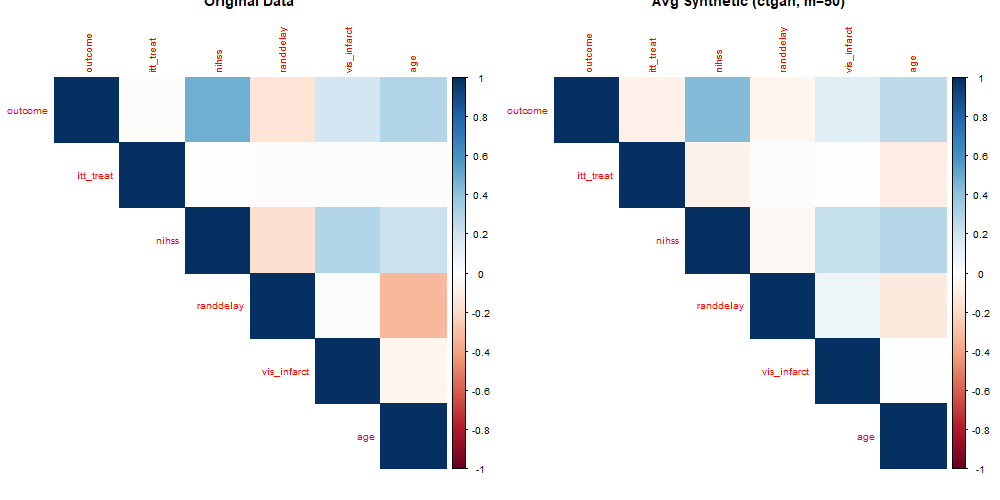 Original Data
outcome
itt_treat
nihss
randdelay
vis_infarct
age
outcome
itt_treat
nihss
randdelay
vis_infarct
age
1
0.8
0.6
0.4
0.2
0
-0.2
-0.4
-0.6
-0.8
-1
Avg Synthetic (ctgan, m=50)
outcome
itt_treat
nihss
randdelay
vis_infarct
age
outcome
itt_treat
nihss
randdelay
vis_infarct
age
1
0.8
0.6
0.4
0.2
0
-0.2
-0.4
-0.6
-0.8
-1